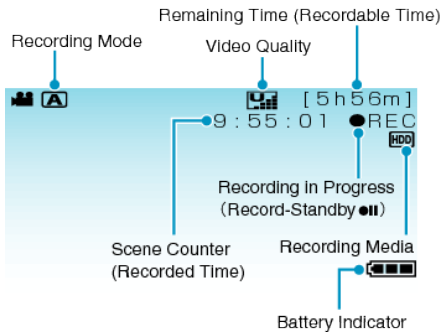 Remaining Time (Recordable Time)
Recording Mode
Video Quality
A
[5h56m]
9:55:01 ●REC
HDD
Recording in Progress
(Record-Standby ●II)
Scene Counter
(Recorded Time)
Recording Media
Battery Indicator